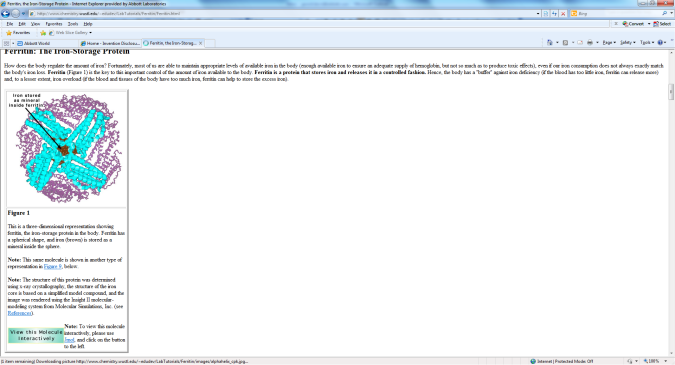 Ferritin, the Iron-Storage Protein - Internet Explorer provided by Abbott Laboratories
http://www.chemistry.wustl.edu/~edudev/LabTutorials/Ferritin/Ferritin.html
Bing
File Edit View Favorites Tools Help
Convert Select
Favorites Web Slice Gallery
Abbott World Home - Invention Disclosu... Ferritin, the Iron-Storag... x
Page Safety Tools
Ferritin: The Iron-Storage Protein
How does the body regulate the amount of iron? Fortunately, most of us are able to maintain appropriate levels of available iron in the body (enough available iron to ensure an adequate supply of hemoglobin, but not so much as to produce toxic effects), even if our iron consumption does not always exactly match
the body's iron loss. Ferritin (Figure 1) is the key to this important control of the amount of iron available to the body. Ferritin is a protein that stores iron and releases it in a controlled fashion. Hence, the body has a "buffer" against iron deficiency (if the blood has too little iron, ferritin can release more)
and, to a lesser extent, iron overload (if the blood and tissues of the body have too much iron, ferritin can help to store the excess iron).
Iron stored
as mineral
inside ferritin
Figure 1
This is a three-dimensional representation showing
ferritin, the iron-storage protein in the body. Ferritin has
a spherical shape, and iron (brown) is stored as a
mineral inside the sphere.
Note: This same molecule is shown in another type of
representation in Figure 9, below.
Note: The structure of this protein was determined
using x-ray crystallography, the structure of the iron
core is based on a simplified model compound, and the
image was rendered using the Insight II molecular-
modeling system from Molecular Simulations, Inc. (see
References).
View this Molecule
Interactively
Note: To view this molecule
interactively, please use
Jmol, and click on the button
to the left.
(1 item remaining) Downloading picture http://www.chemistry.wustl.edu/~edudev/LabTutorials/Ferritin/images/alphahelix_cpk.jpg...
Internet | Protected Mode: Off
100%